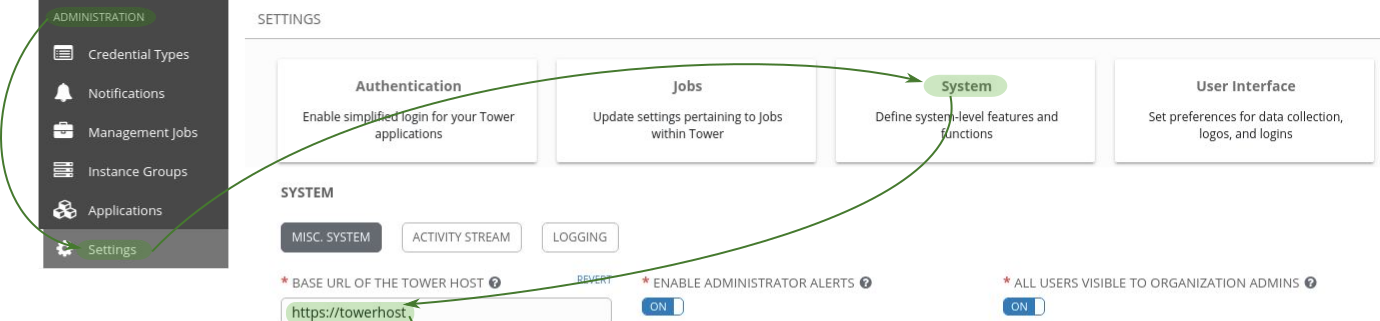 ADMINISTRATION
Credential Types
Notifications
Management Jobs
Instance Groups
Applications
Settings
SETTINGS
Authentication
Enable simplified login for your Tower
applications
Jobs
Update settings pertaining to Jobs
within Tower
System
Define system-level features and
functions
User Interface
Set preferences for data collection,
logos, and logins
SYSTEM
MISC. SYSTEM
ACTIVITY STREAM
LOGGING
* BASE URL OF THE TOWER HOST
REVERT
https://towerhost
* ENABLE ADMINISTRATOR ALERTS
ON
* ALL USERS VISIBLE TO ORGANIZATION ADMINS
ON